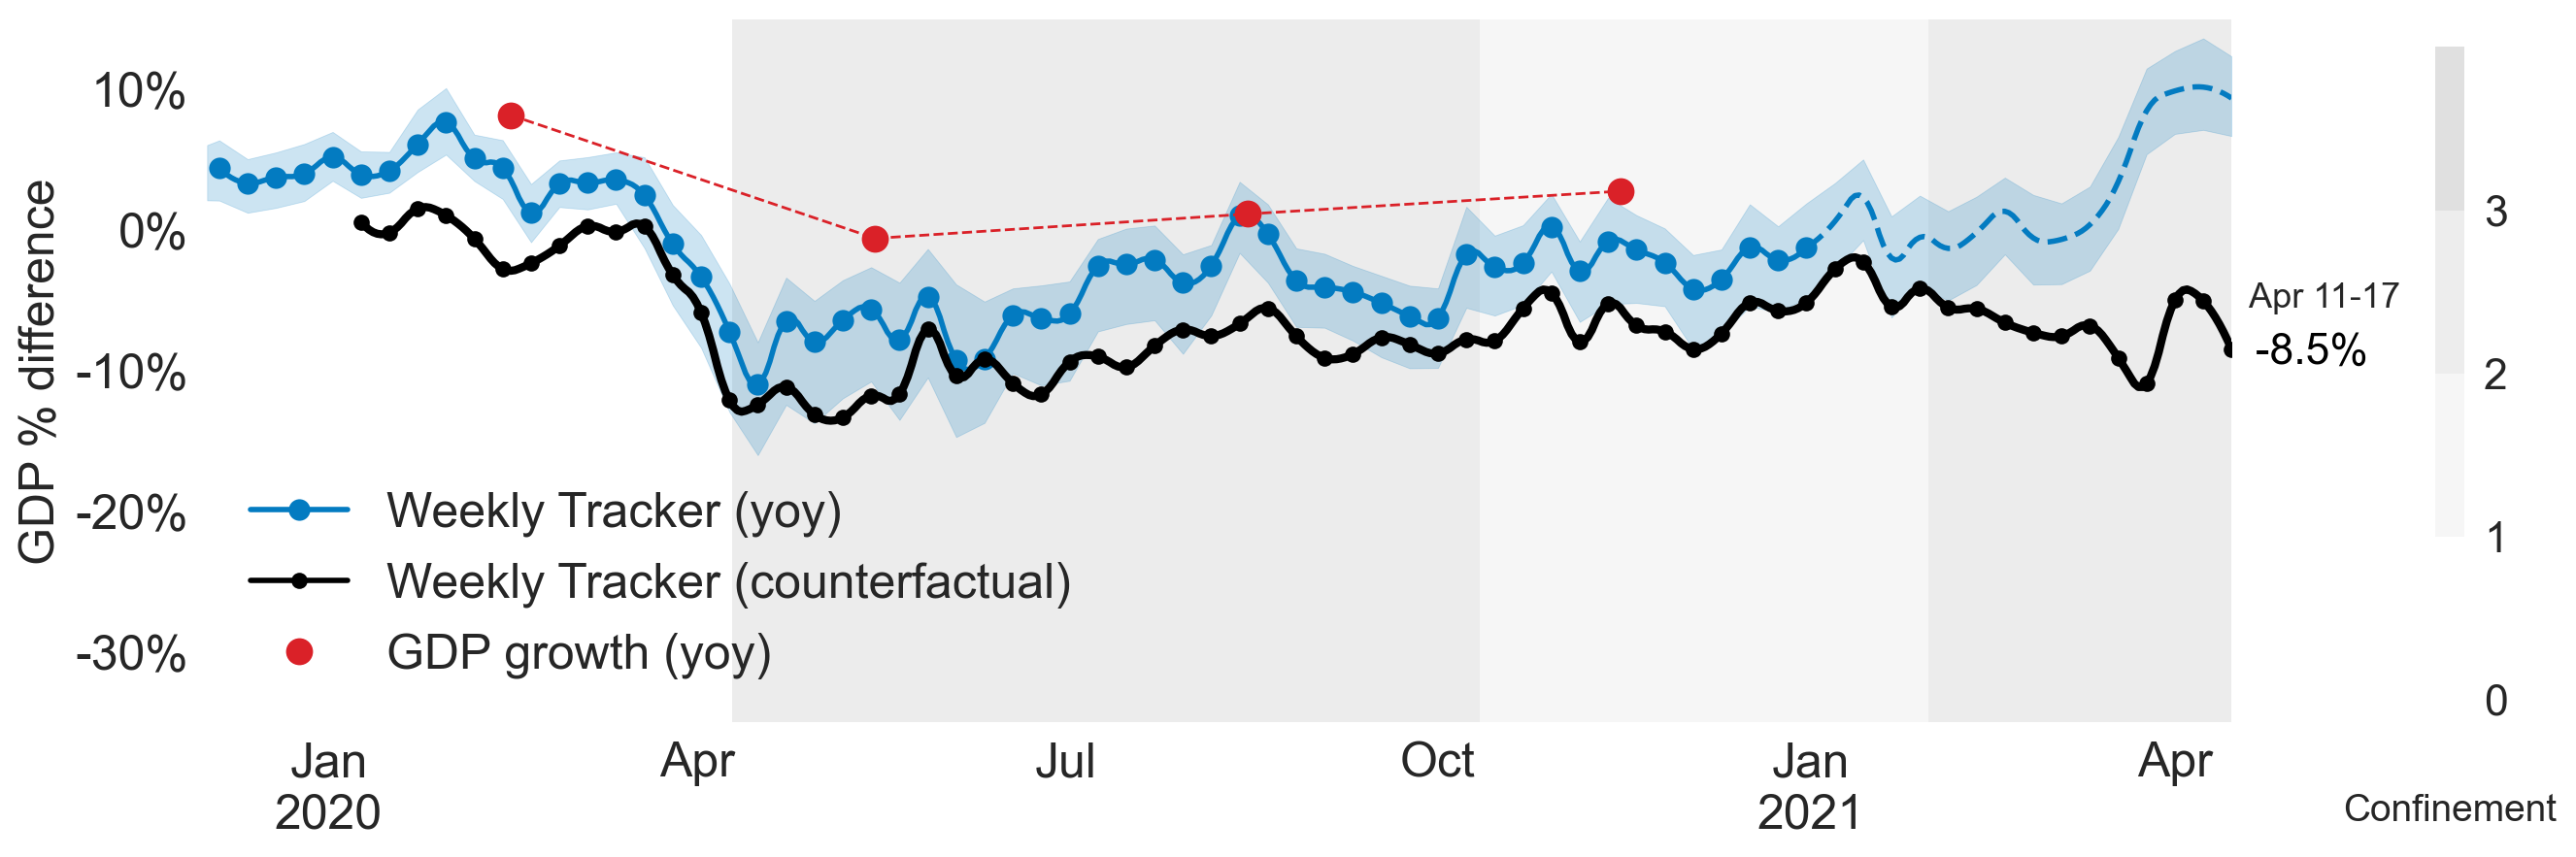 GDP % difference
10%
0%
-10%
-20%
-30%
Weekly Tracker (yoy)
Weekly Tracker (counterfactual)
GDP growth (yoy)
Jan
2020
Apr
Jul
Oct
Jan
2021
Apr
Apr 11-17
-8.5%
3
2
1
0
Confinement